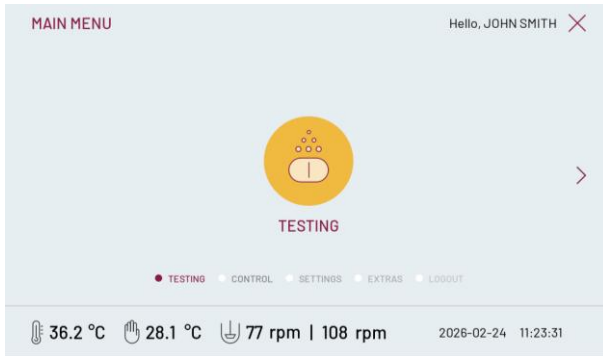 MAIN MENU
Hello, JOHN SMITH
TESTING
TESTING CONTROL SETTINGS EXTRAS LOGOUT
36.2 °C 28.1 °C 77 rpm | 108 rpm 2026-02-24 11:23:31